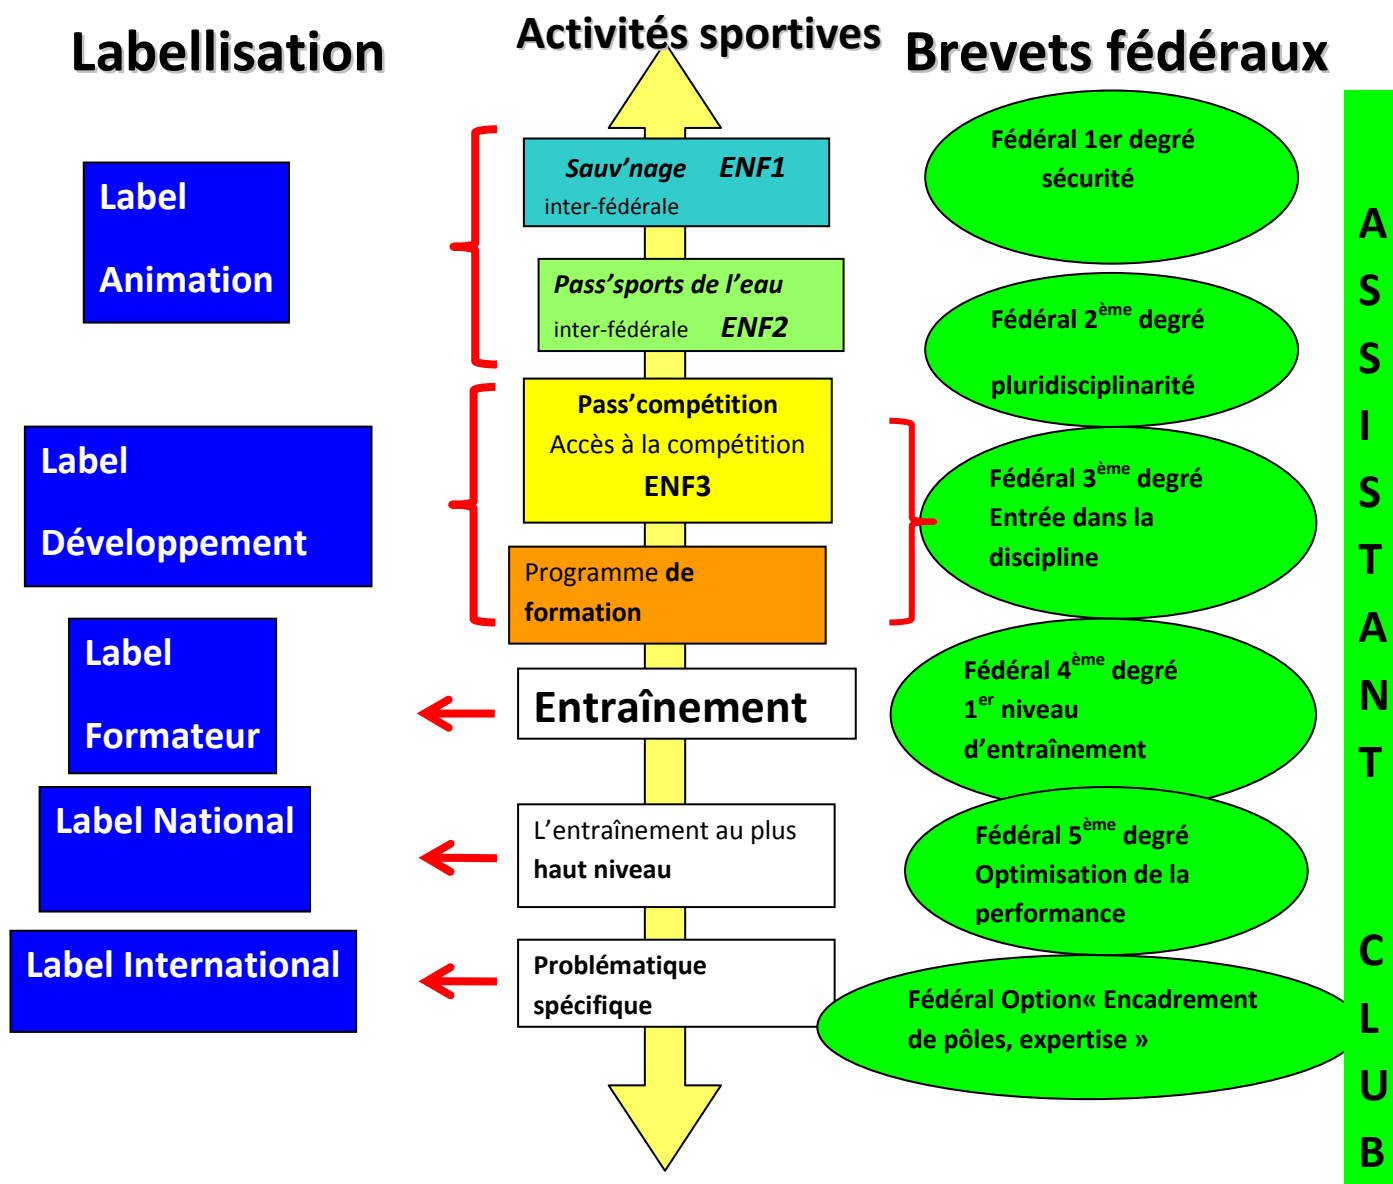 Labellisation
Activités sportives
Brevets fédéraux
Label
Animation
Label
Développement
Label
Formateur
Label National
Label International
Sauv’nage ENF1
inter-fédérale
Pass’sports de l’eau
inter-fédérale ENF2
Pass’compétition
Accès à la compétition
ENF3
Programme de
formation
Entraînement
L’entraînement au plus
haut niveau
Problématique
spécifique
Fédéral 1er degré
sécurité
Fédéral 2ème degré
pluridisciplinarité
Fédéral 3ème degré
Entrée dans la
discipline
Fédéral 4ème degré
1er niveau
d’entraînement
Fédéral 5ème degré
Optimisation de la
performance
Fédéral Option« Encadrement
de pôles, expertise »
A
S
S
I
S
T
A
N
T
C
L
U
B